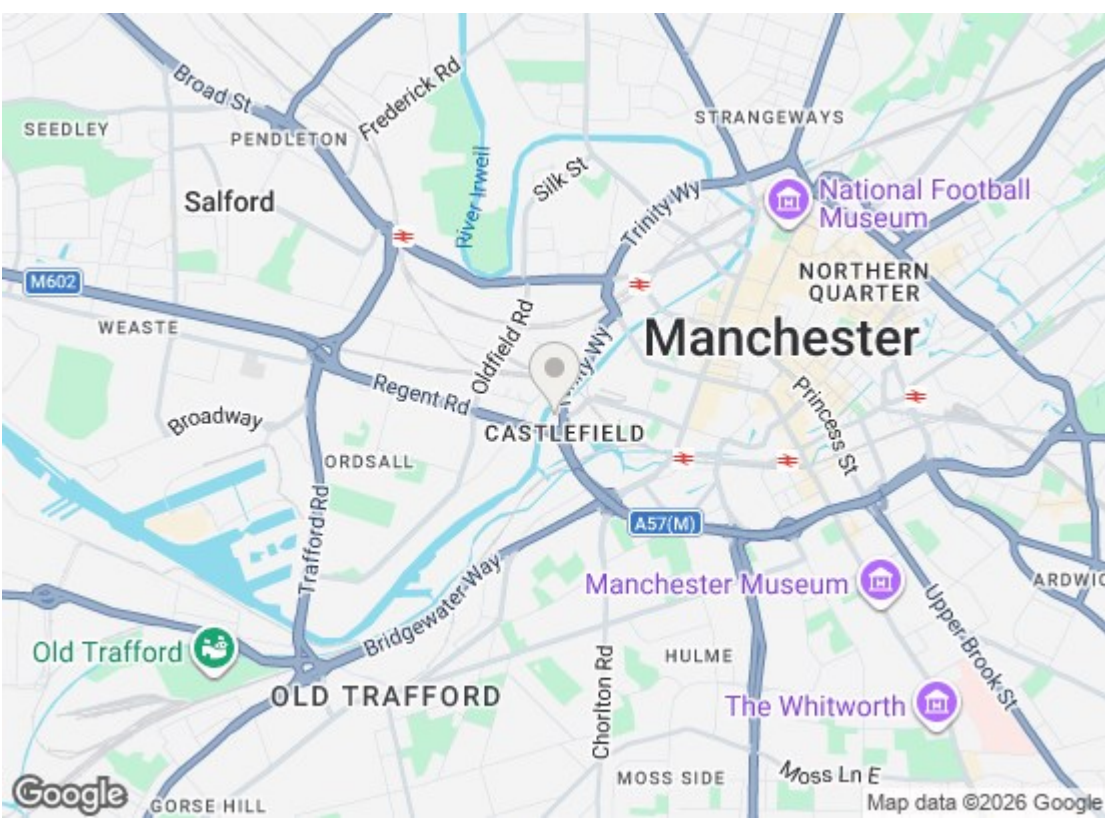 Broad St
Frederick Rd
SEEDLEY
PENDLETON
STRANGEWAYS
River Irwell
Silk St
Trinity Wy
National Football
Museum
Salford
M602
NORTHERN
QUARTER
WEASTE
Oldfield Rd
Trinity Wy
Manchester
Regent Rd
Princess St
Broadway
CASTLEFIELD
ORDSALL
Trafford Rd
A57(M)
Bridgewater Way
Manchester Museum
ARDWIC
Upper Brook St
Old Trafford
HULME
Chorlton Rd
OLD TRAFFORD
The Whitworth
MOSS SIDE
Moss Ln E
Google
GORSE HILL
Map data ©2026 Google